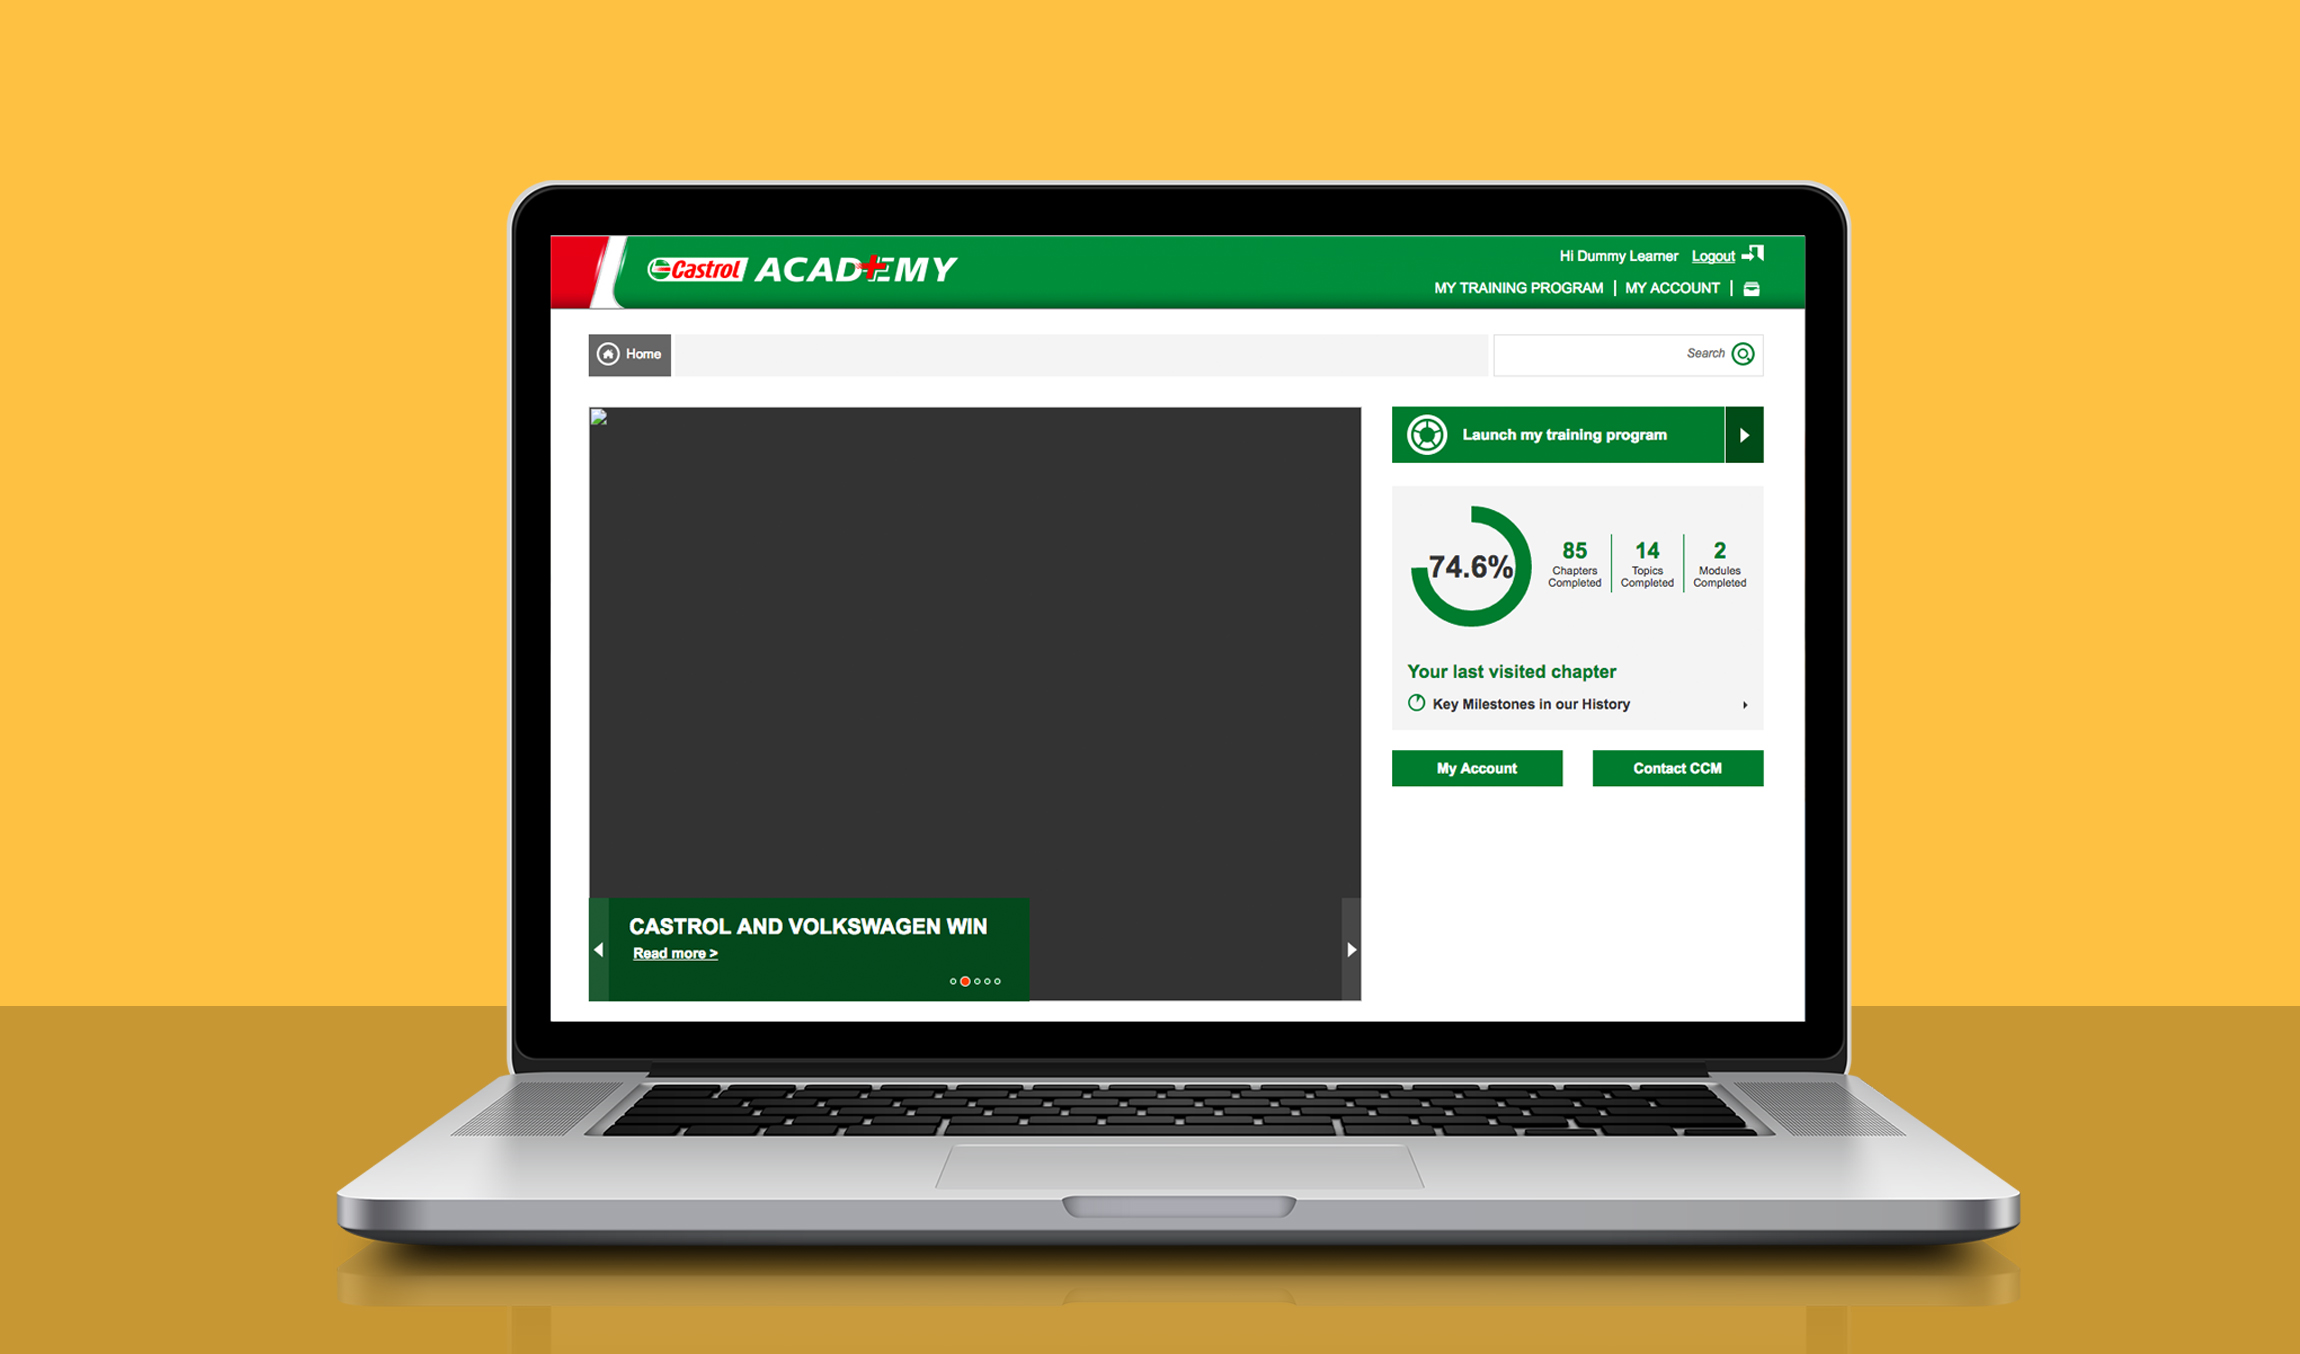 Castrol ACADEMY
Hi Dummy Learner Logout
MY TRAINING PROGRAM | MY ACCOUNT |
Home
Search
Launch my training program
74.6%
85
Chapters
Completed
14
Topics
Completed
2
Modules
Completed
Your last visited chapter
Key Milestones in our History
My Account
Contact CCM
CASTROL AND VOLKSWAGEN WIN
Read more >